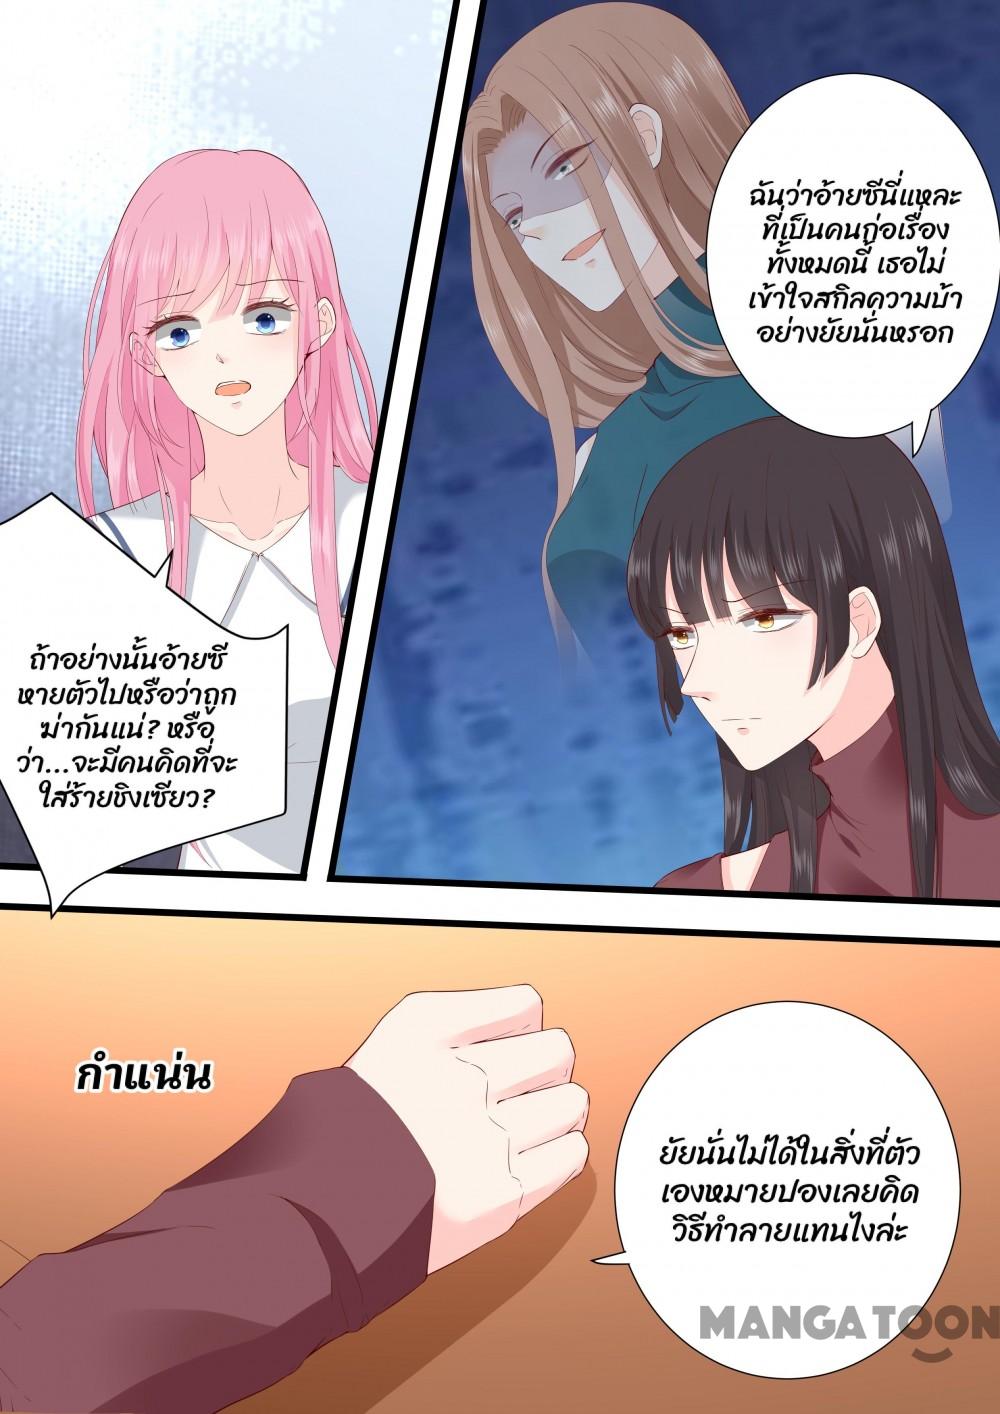 ฉันว่าอ้ายซีนี่แหละ
ที่เป็นคนก่อเรื่อง
ทั้งหมดนี้ เธอไม่
เข้าใจสกิลความบ้า
อย่างยัยนั่นหรอก
ถ้าอย่างนั้นอ้ายซี
หายตัวไปหรือว่าถูก
ฆ่ากันแน่? หรือ
ว่า...จะมีคนคิดที่จะ
ใส่ร้ายชิงเซียว?
กำแน่น
ยัยนั่นไม่ได้ในสิ่งที่ตัว
เองหมายปองเลยคิด
วิธีทำลายแทนไงล่ะ
MANGATOON